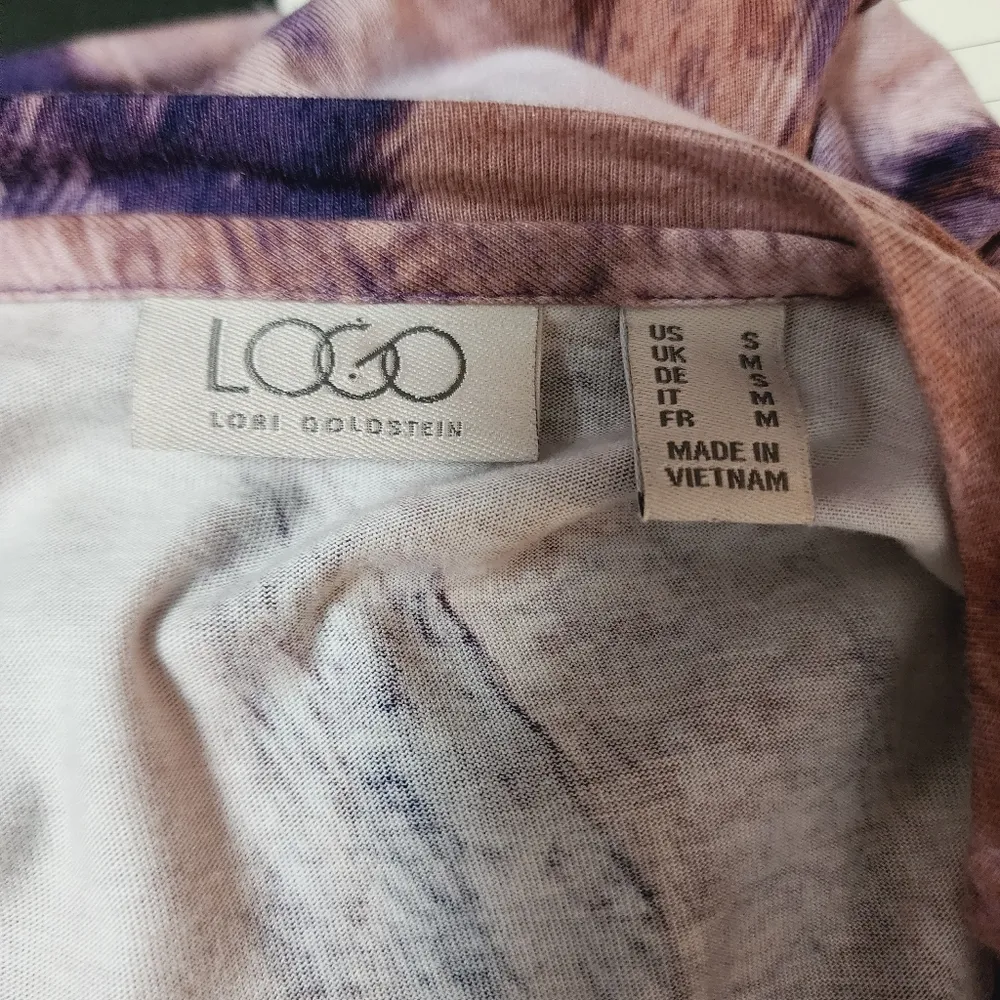 LOGO
LORI GOLDSTEIN
US S
UK M
DE S
IT M
FR M
MADE IN
VIETNAM